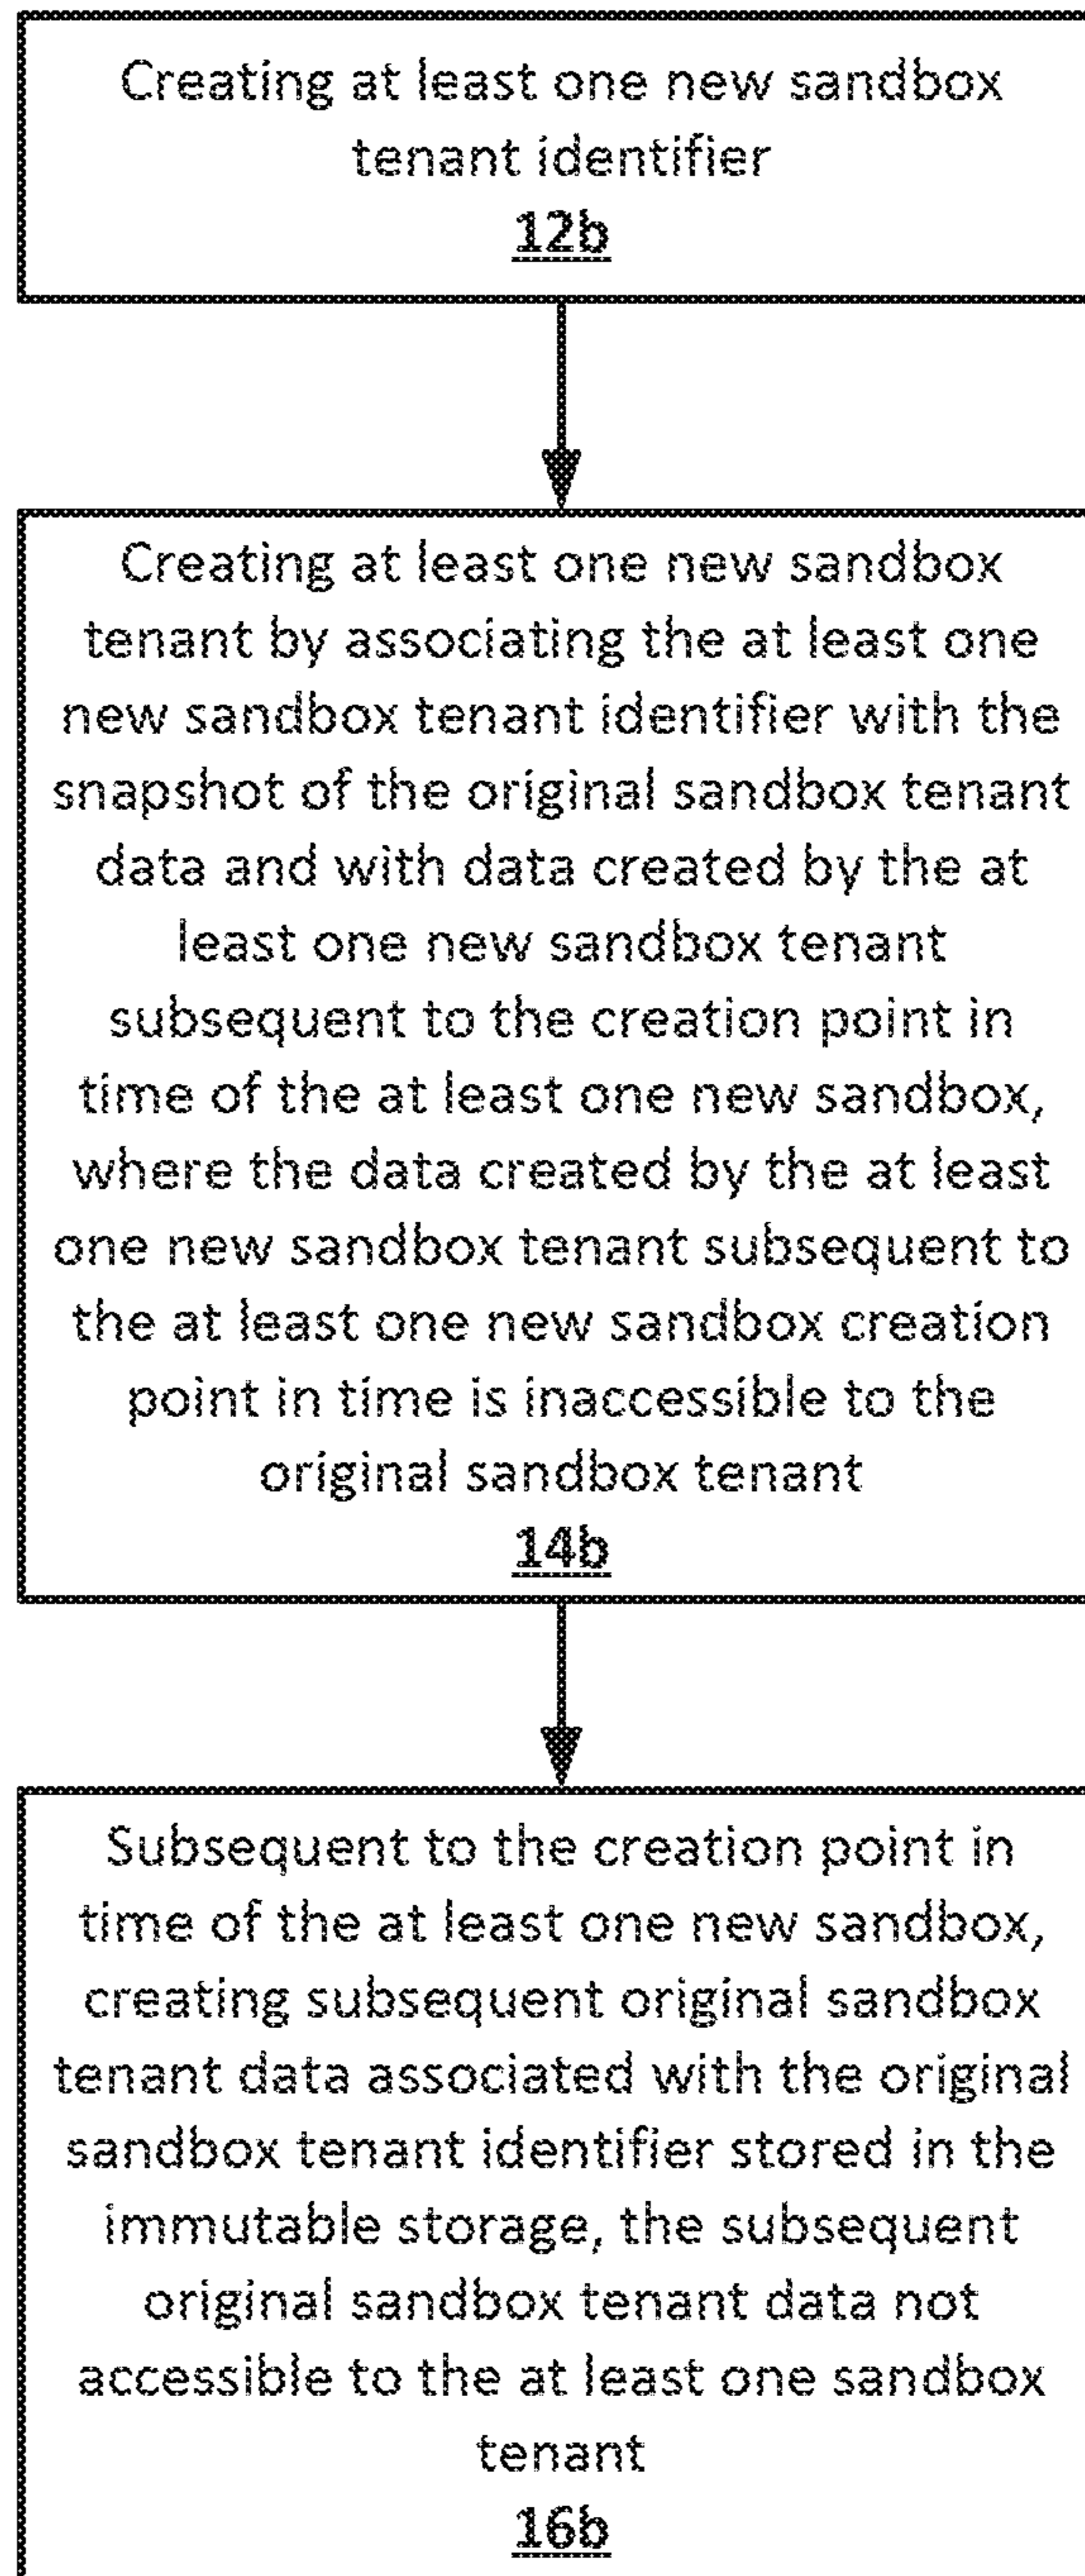 Creating at least one new sandbox
tenant identifier
12b
Creating at least one new sandbox
tenant by associating the at least one
new sandbox tenant identifier with the
snapshot of the original sandbox tenant
data and with data created by the at
least one new sandbox tenant
subsequent to the creation point in
time of the at least one new sandbox,
where the data created by the at least
one new sandbox tenant subsequent to
the at least one new sandbox creation
point in time is inaccessible to the
original sandbox tenant
14b
Subsequent to the creation point in
time of the at least one new sandbox,
creating subsequent original sandbox
tenant data associated with the original
sandbox tenant identifier stored in the
immutable storage, the subsequent
original sandbox tenant data not
accessible to the at least one sandbox
tenant
16b